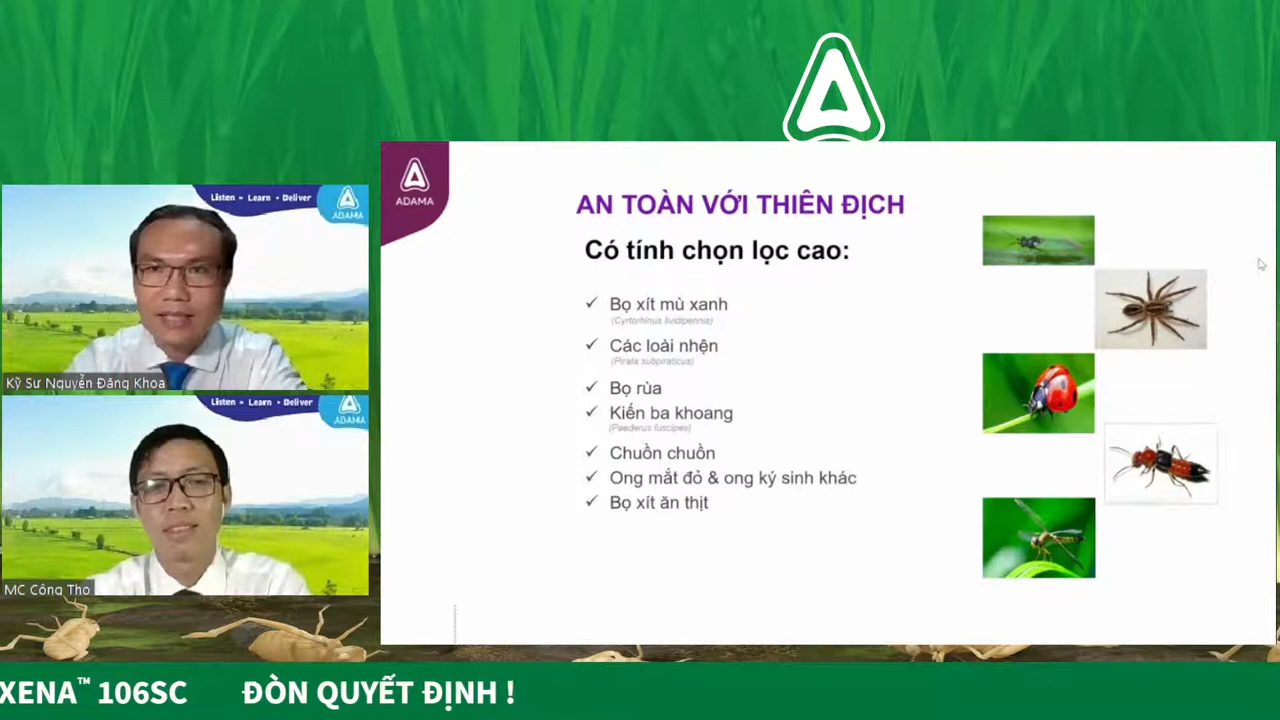 ADAMA
AN TOÀN VỚI THIÊN ĐỊCH
Có tính chọn lọc cao:
✓ Bọ xít mù xanh
(Cyrtorhinus lividipennis)
✓ Các loài nhện
(Pirata subpiraticus)
✓ Bọ rùa
✓ Kiến ba khoang
(Paederus fuscipes)
✓ Chuồn chuồn
✓ Ong mắt đỏ & ong ký sinh khác
✓ Bọ xít ăn thịt
Listen > Learn > Deliver
ADAMA
Kỹ Sư Nguyễn Đăng Khoa
Listen > Learn > Deliver
ADAMA
MC Công Tho
XENA™ 106SC ĐÒN QUYẾT ĐỊNH !